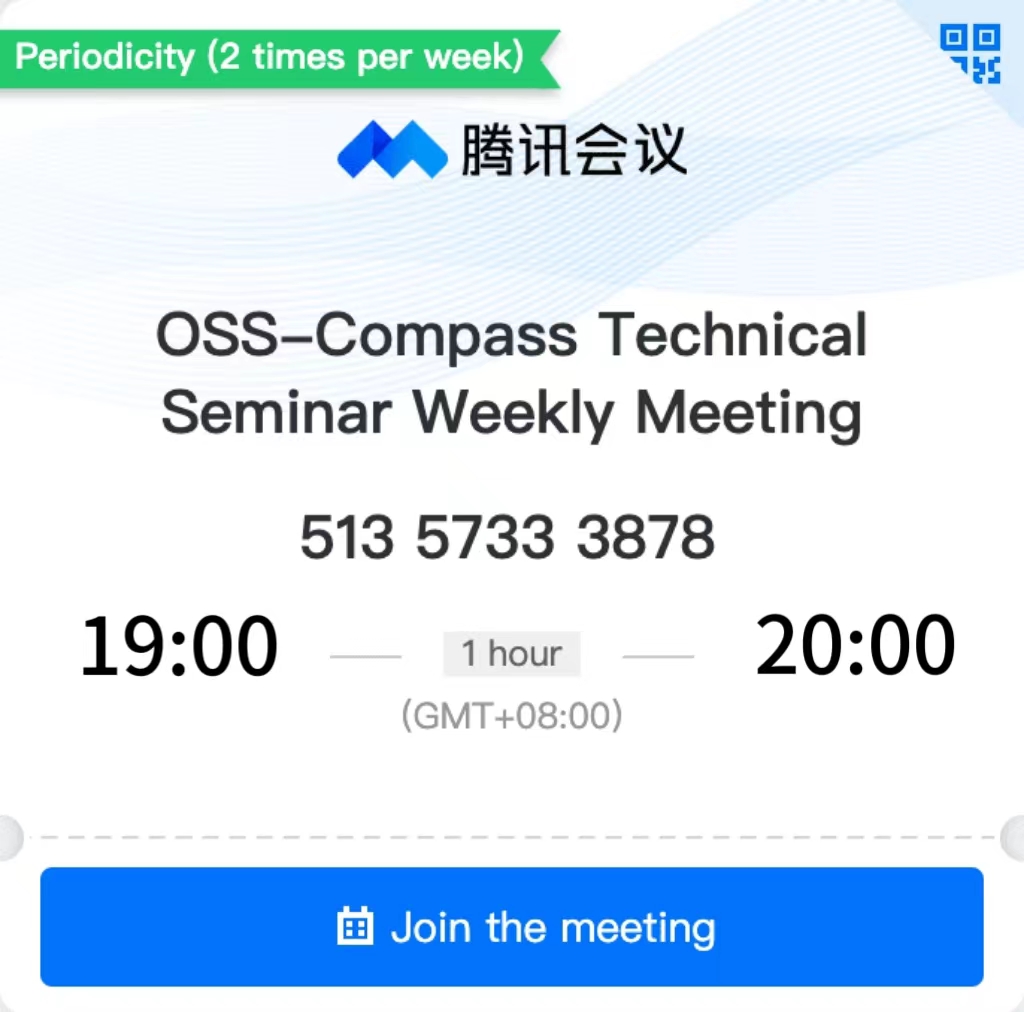 Periodicity (2 times per week)
腾讯会议
OSS-Compass Technical
Seminar Weekly Meeting
513 5733 3878
19:00
1 hour
20:00
(GMT+08:00)
Join the meeting